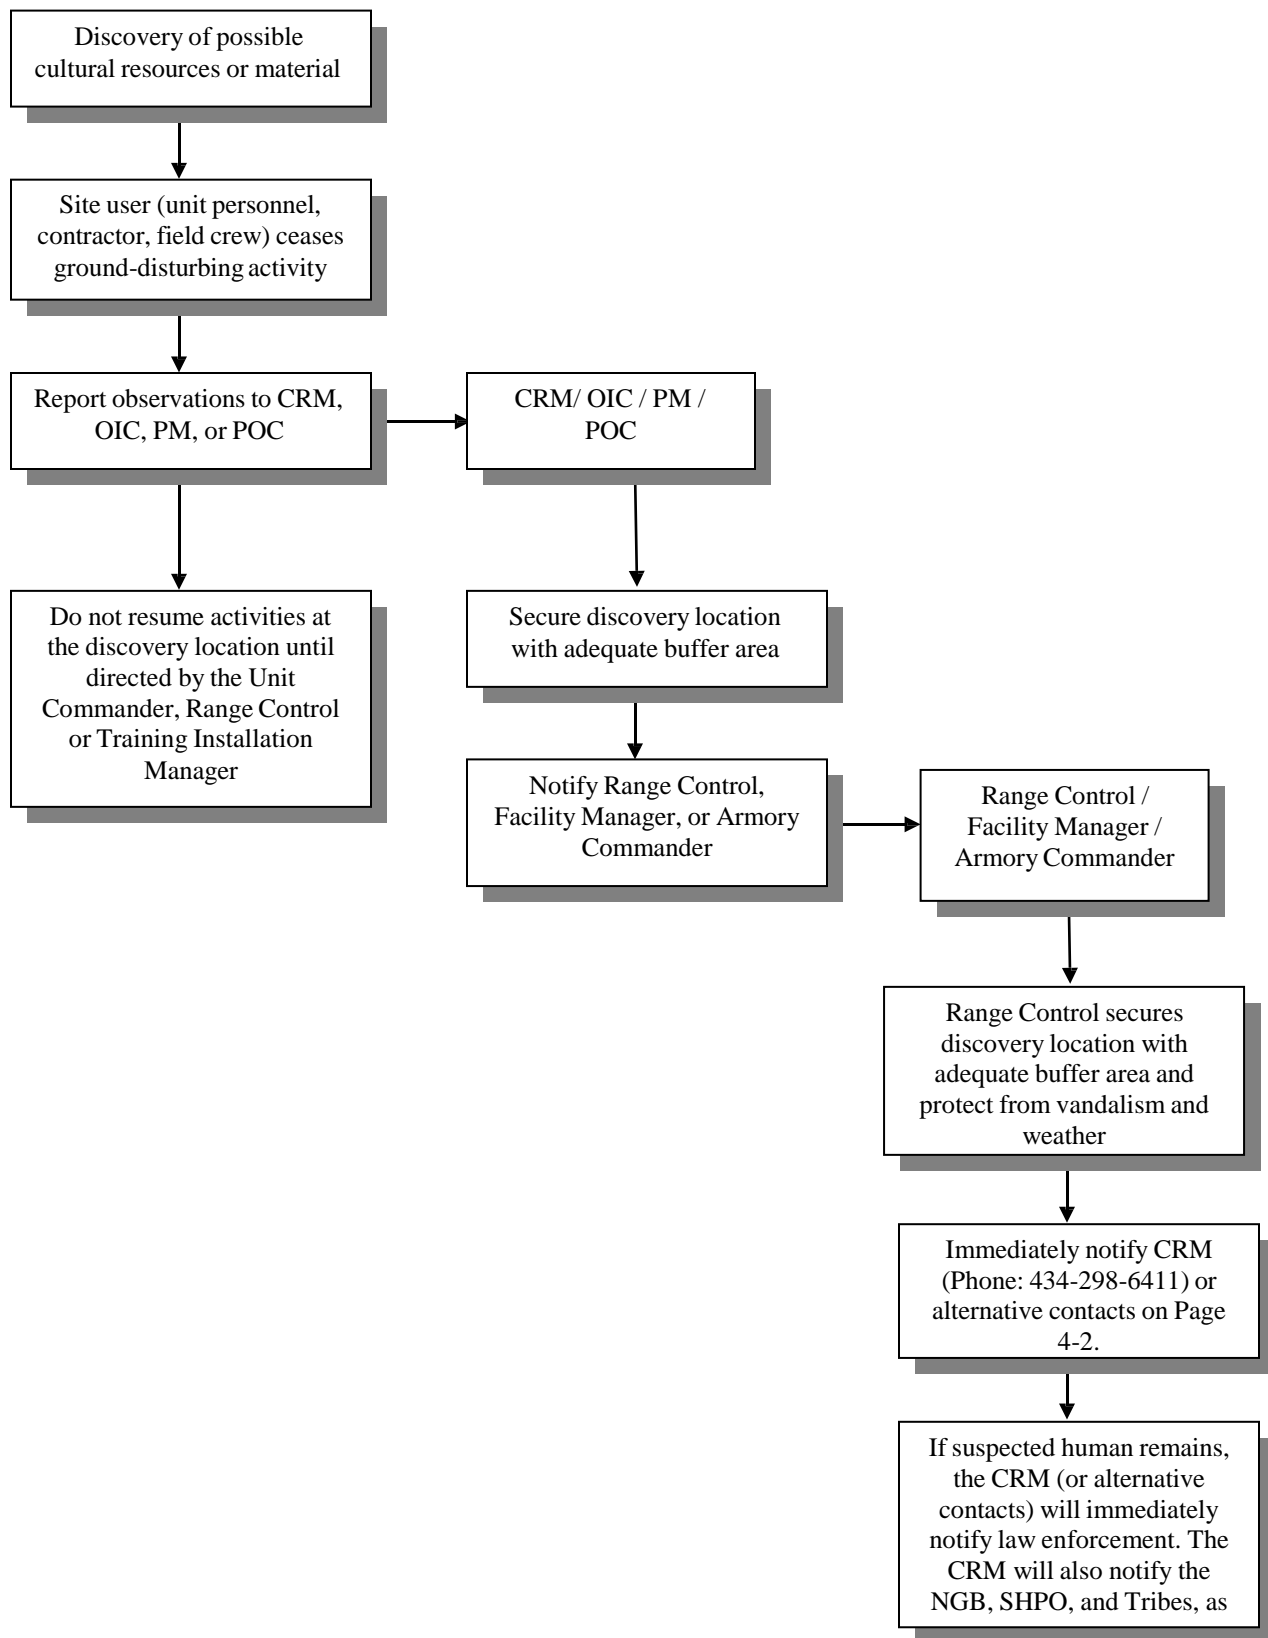 Discovery of possible
cultural resources or material
Site user (unit personnel,
contractor, field crew) ceases
ground-disturbing activity
Report observations to CRM,
OIC, PM, or POC
CRM/ OIC / PM /
POC
Do not resume activities at
the discovery location until
directed by the Unit
Commander, Range Control
or Training Installation
Manager
Secure discovery location
with adequate buffer area
Notify Range Control,
Facility Manager, or Armory
Commander
Range Control /
Facility Manager /
Armory Commander
Range Control secures
discovery location with
adequate buffer area and
protect from vandalism and
weather
Immediately notify CRM
(Phone: 434-298-6411) or
alternative contacts on Page
4-2.
If suspected human remains,
the CRM (or alternative
contacts) will immediately
notify law enforcement. The
CRM will also notify the
NGB, SHPO, and Tribes, as